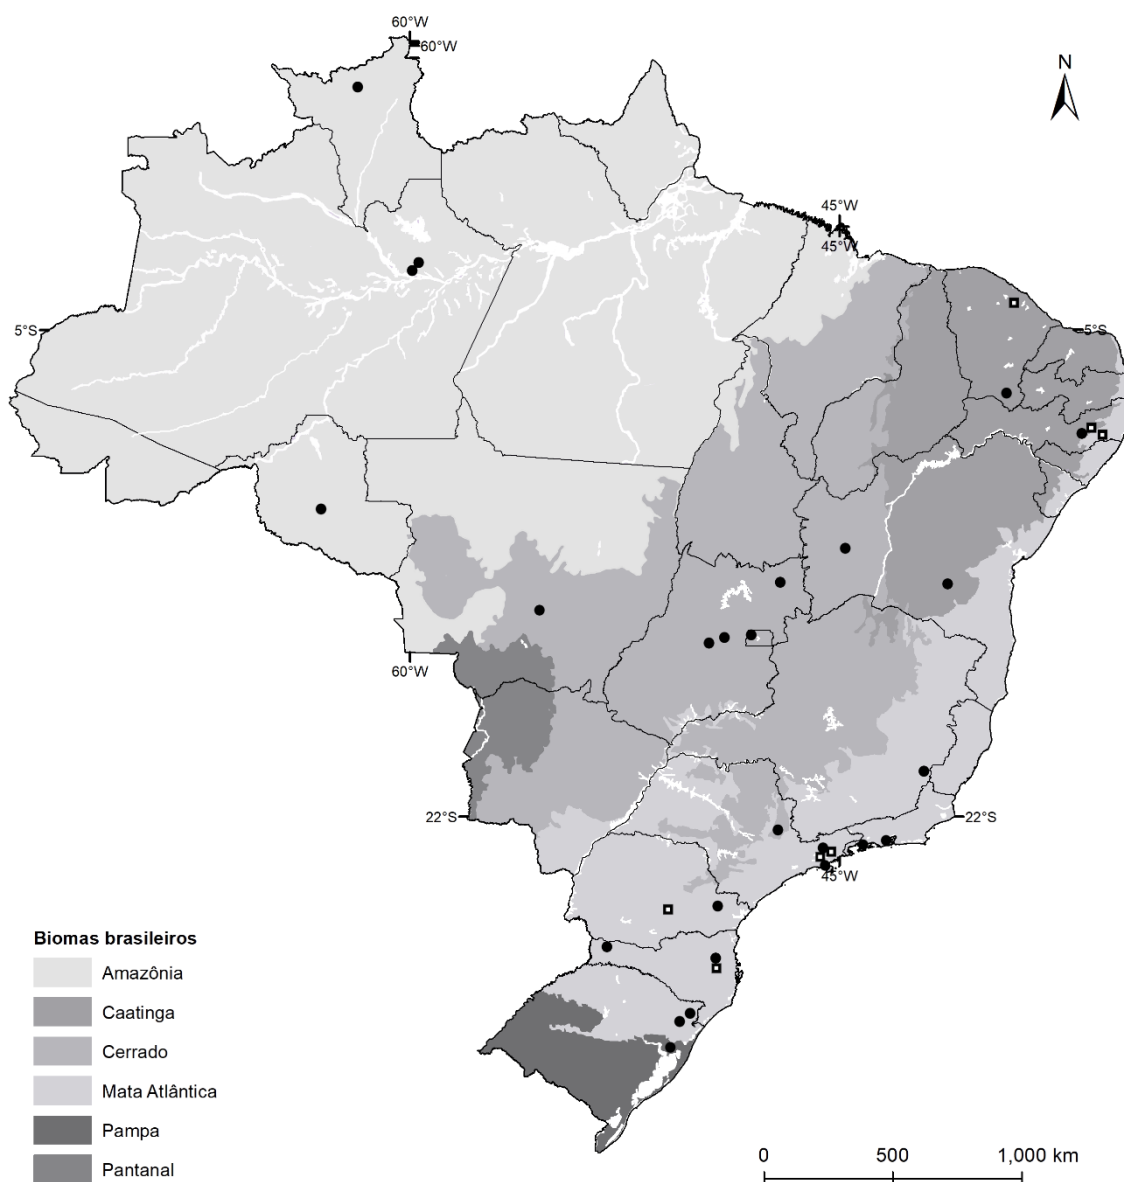 60°W
60°W
N
45°W
45°W
5°S
5°S
60°W
22°S
22°S
45°W
Biomas brasileiros
Amazônia
Caatinga
Cerrado
Mata Atlântica
Pampa
Pantanal
0 500 1,000 km